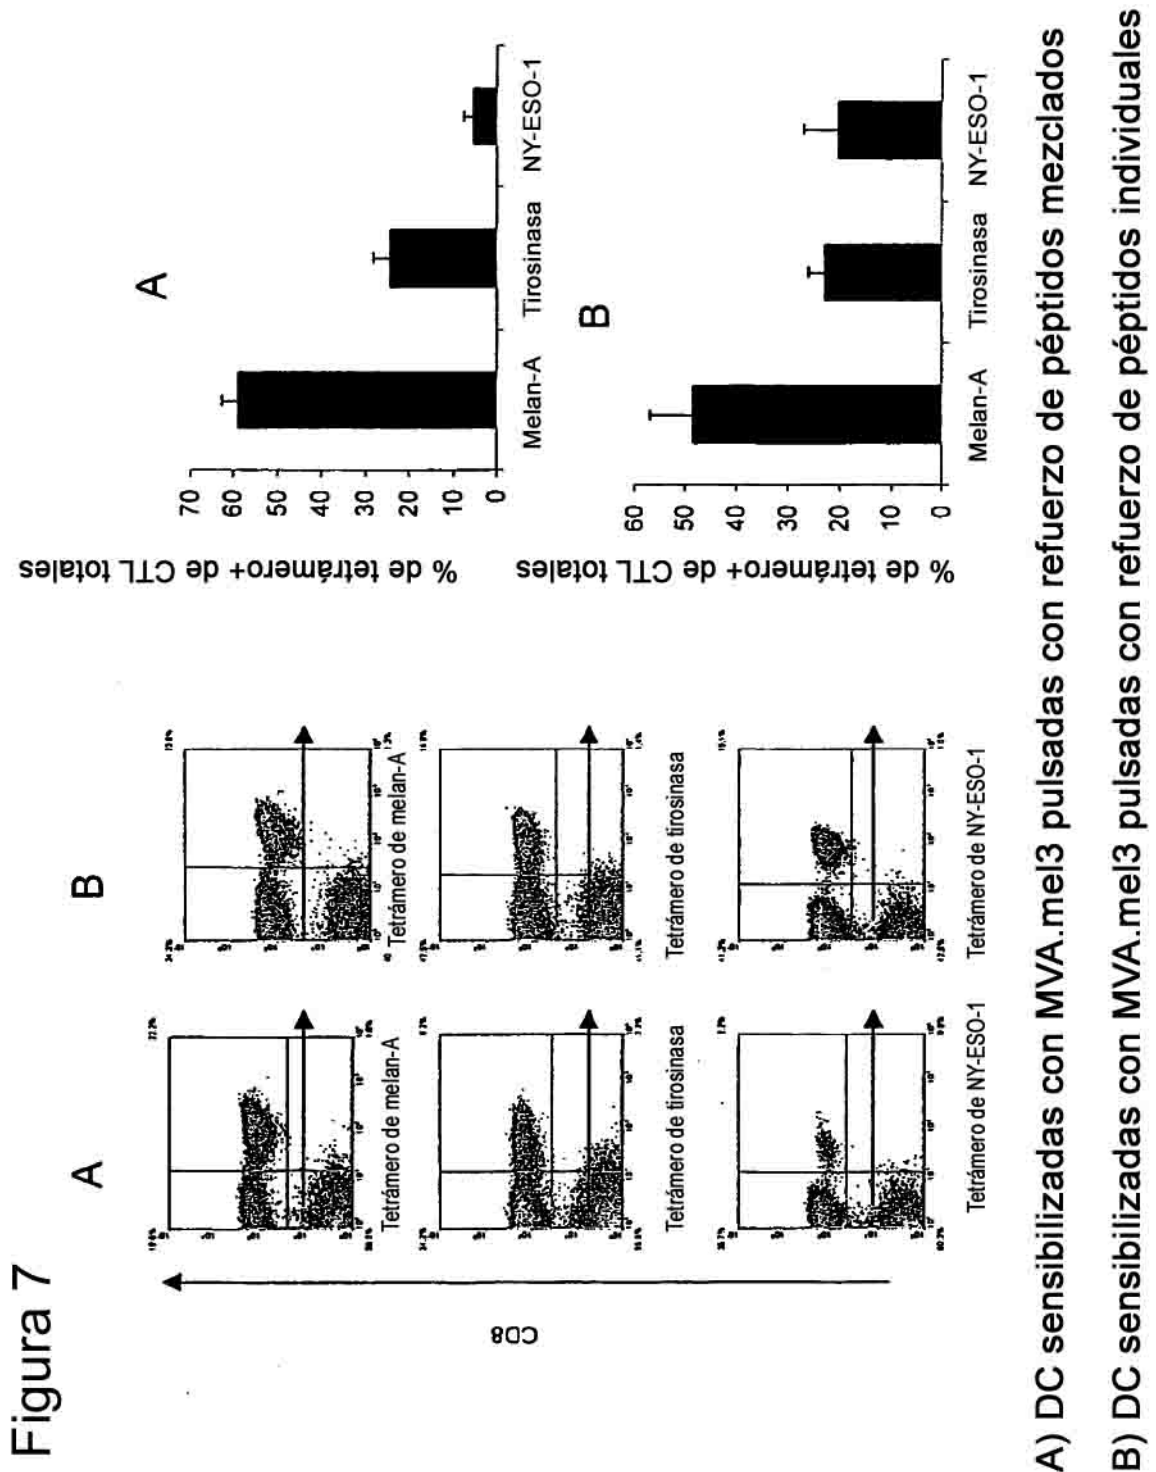 Figura 7
A
B
CD8
Tetrámero de melan-A
Tetrámero de melan-A
Tetrámero de tirosinasa
Tetrámero de tirosinasa
Tetrámero de NY-ESO-1
Tetrámero de NY-ESO-1
A
% de tetrámero+ de CTL totales
70
60
50
40
30
20
10
0
Melan-A
Tirosinasa
NY-ESO-1
B
% de tetrámero+ de CTL totales
60
50
40
30
20
10
0
Melan-A
Tirosinasa
NY-ESO-1
A) DC sensibilizadas con MVA.mel3 pulsadas con refuerzo de péptidos mezclados
B) DC sensibilizadas con MVA.mel3 pulsadas con refuerzo de péptidos individuales